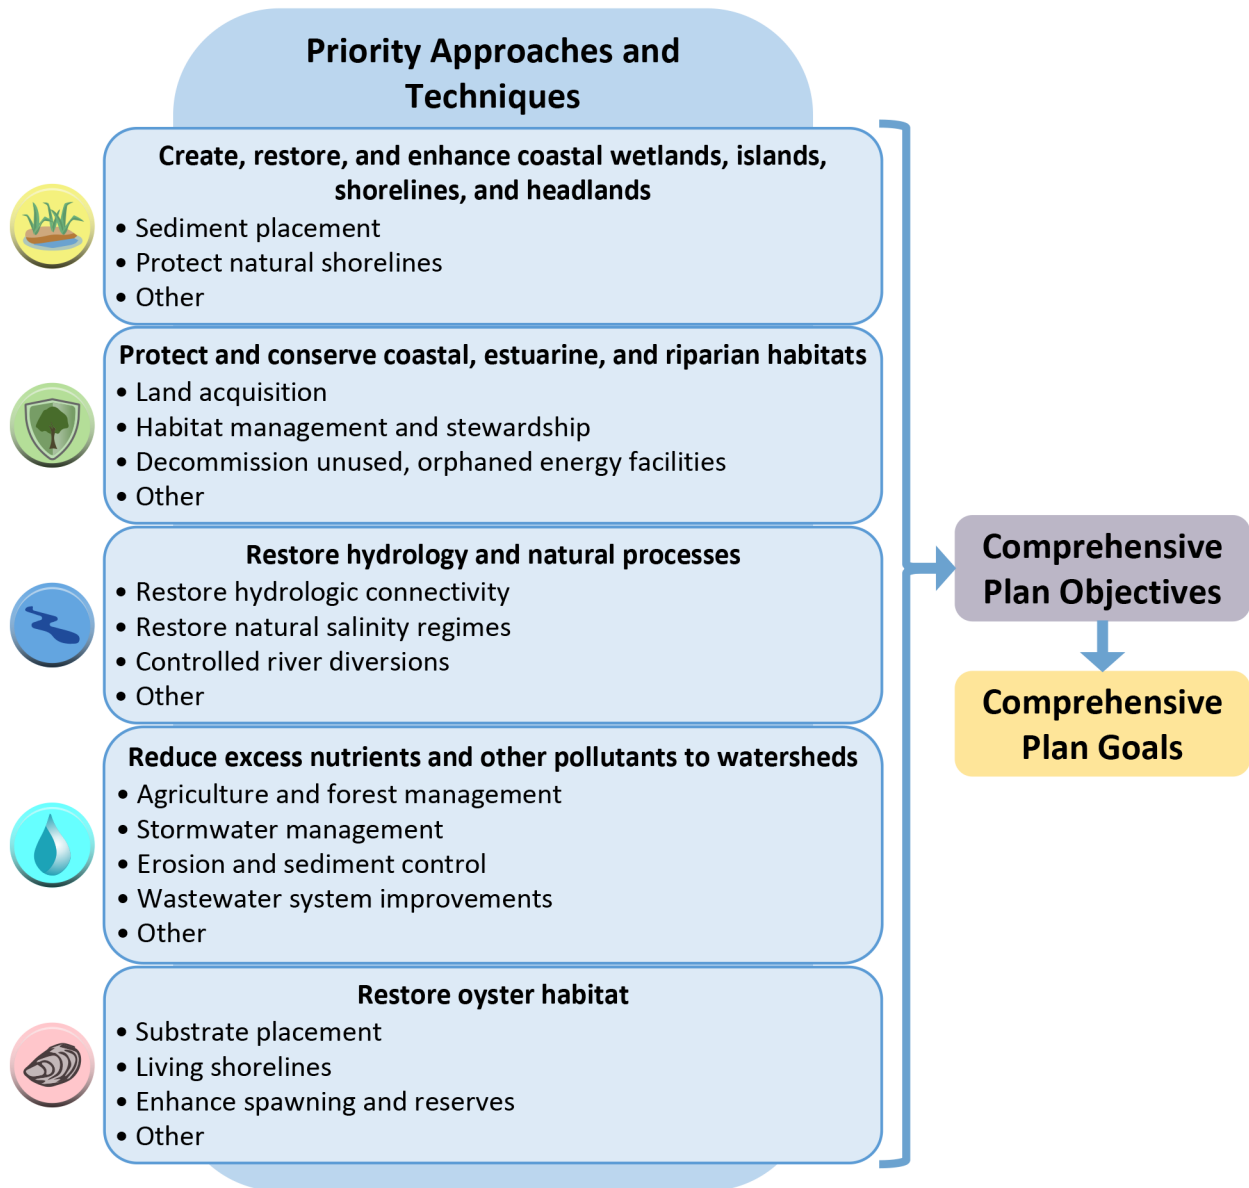 Priority Approaches and
Techniques
Create, restore, and enhance coastal wetlands, islands,
shorelines, and headlands
• Sediment placement
• Protect natural shorelines
• Other
Protect and conserve coastal, estuarine, and riparian habitats
• Land acquisition
• Habitat management and stewardship
• Decommission unused, orphaned energy facilities
• Other
Restore hydrology and natural processes
• Restore hydrologic connectivity
• Restore natural salinity regimes
• Controlled river diversions
• Other
Reduce excess nutrients and other pollutants to watersheds
• Agriculture and forest management
• Stormwater management
• Erosion and sediment control
• Wastewater system improvements
• Other
Restore oyster habitat
• Substrate placement
• Living shorelines
• Enhance spawning and reserves
• Other
Comprehensive
Plan Objectives
Comprehensive
Plan Goals